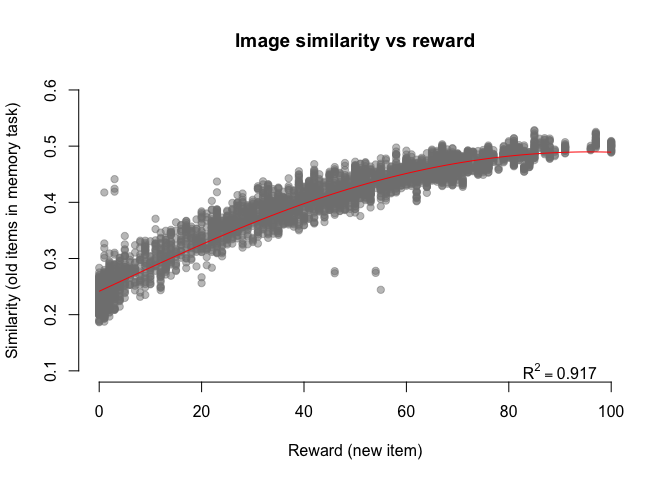 Image similarity vs reward
Similarity (old items in memory task)
0.6
0.5
0.4
0.3
0.2
0.1
R² = 0.917
0 20 40 60 80 100
Reward (new item)